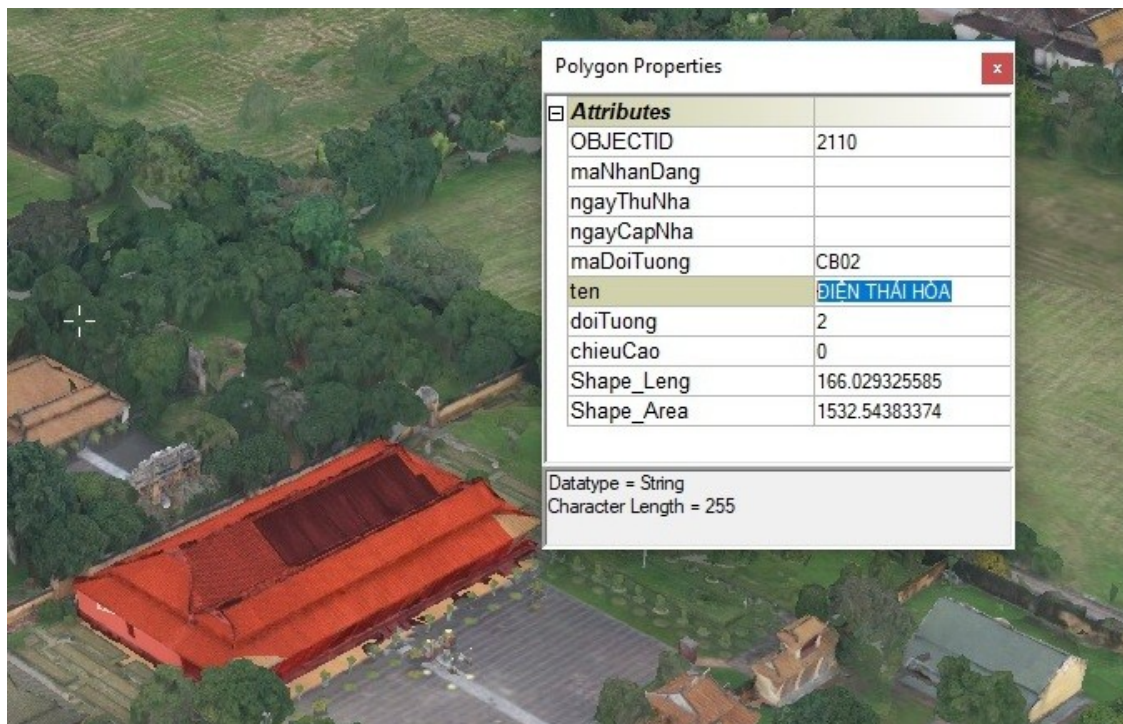 Polygon Properties
x
Attributes
OBJECTID 2110
maNhanDang
ngayThuNha
ngayCapNha
maDoiTuong CB02
ten ĐIỆN THÁI HÒA
doiTuong 2
chieuCao 0
Shape_Leng 166.029325585
Shape_Area 1532.54383374
Datatype = String
Character Length = 255